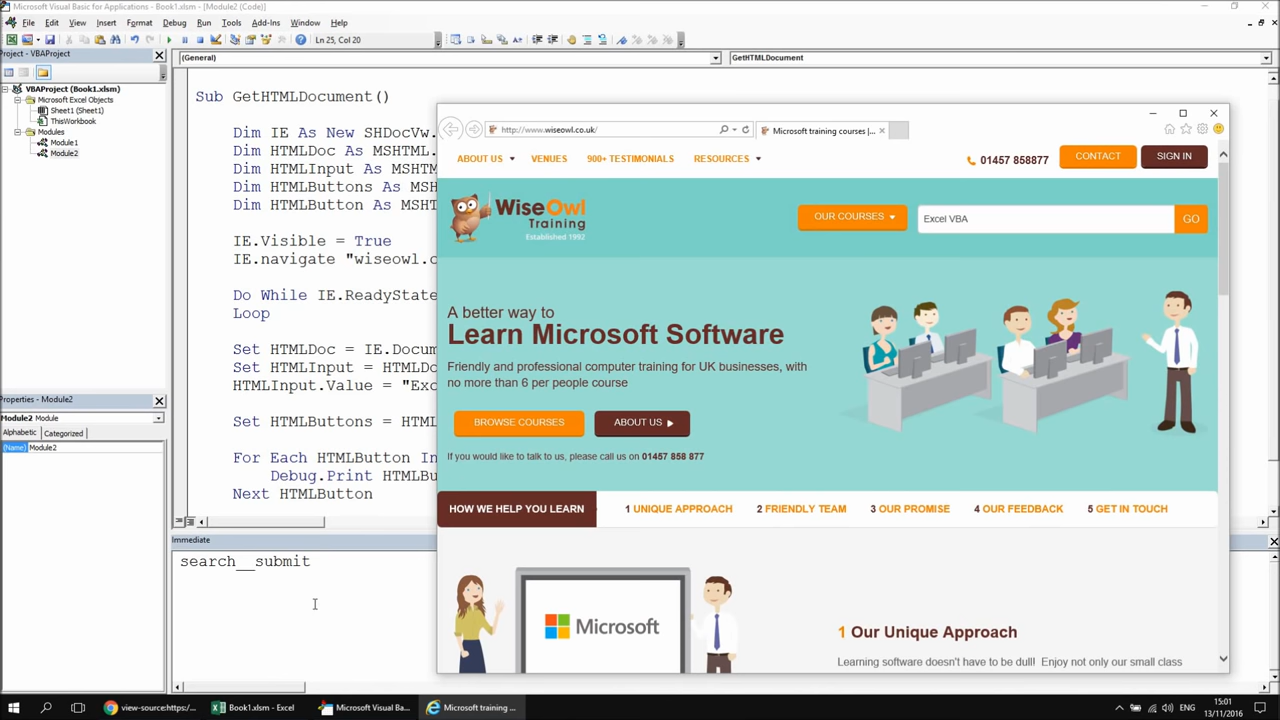 Microsoft Visual Basic for Applications - Book1.xlsm - [Module2 (Code)]
File Edit View Insert Format Debug Run Tools Add-Ins Window Help
Ln 25, Col 20
Project - VBAProject
(General)
GetHTMLDocument
VBAProject (Book1.xlsm)
Microsoft Excel Objects
Sheet1 (Sheet1)
ThisWorkbook
Modules
Module1
Module2
Properties - Module2
Module2 Module
Alphabetic Categorized
(Name) Module2
Sub GetHTMLDocument()
Dim IE As New SHDocVw.
Dim HTMLDoc As MSHTML.
Dim HTMLInput As MSHTM
Dim HTMLButtons As MSH
Dim HTMLButton As MSHT
IE.Visible = True
IE.navigate "wiseowl.c
Do While IE.ReadyState
Loop
Set HTMLDoc = IE.Docum
Set HTMLInput = HTMLDo
HTMLInput.Value = "Exc
Set HTMLButtons = HTML
For Each HTMLButton In
Debug.Print HTMLBu
Next HTMLButton
Immediate
search__submit
http://www.wiseowl.co.uk/
Microsoft training courses |...
ABOUT US VENUES 900+ TESTIMONIALS RESOURCES
01457 858877
CONTACT
SIGN IN
WiseOwl
Training
Established 1992
OUR COURSES
Excel VBA
GO
A better way to
Learn Microsoft Software
Friendly and professional computer training for UK businesses, with
no more than 6 per people course
BROWSE COURSES
ABOUT US
If you would like to talk to us, please call us on 01457 858 877
HOW WE HELP YOU LEARN
1 UNIQUE APPROACH
2 FRIENDLY TEAM
3 OUR PROMISE
4 OUR FEEDBACK
5 GET IN TOUCH
Microsoft
1 Our Unique Approach
Learning software doesn't have to be dull! Enjoy not only our small class
view-source:https:/...
Book1.xlsm - Excel
Microsoft Visual Ba...
Microsoft training ...
ENG
15:01
13/11/2016